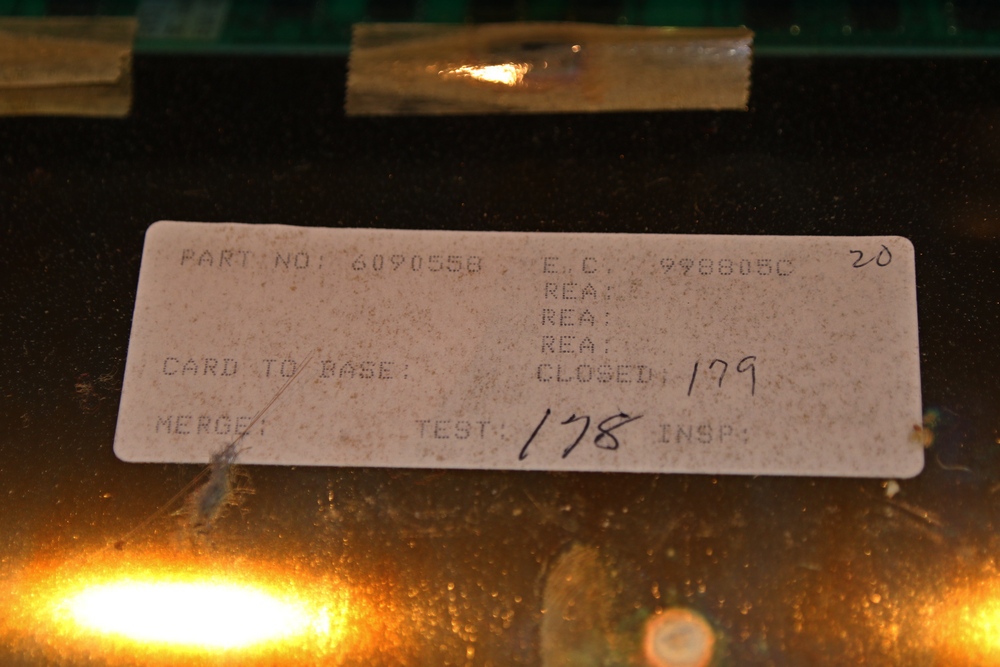 PART NO: 6090558 E.C. 998805C 20
REA:
REA:
REA:
CARD TO BASE: CLOSED: 179
MERGE: TEST: 178 INSP: